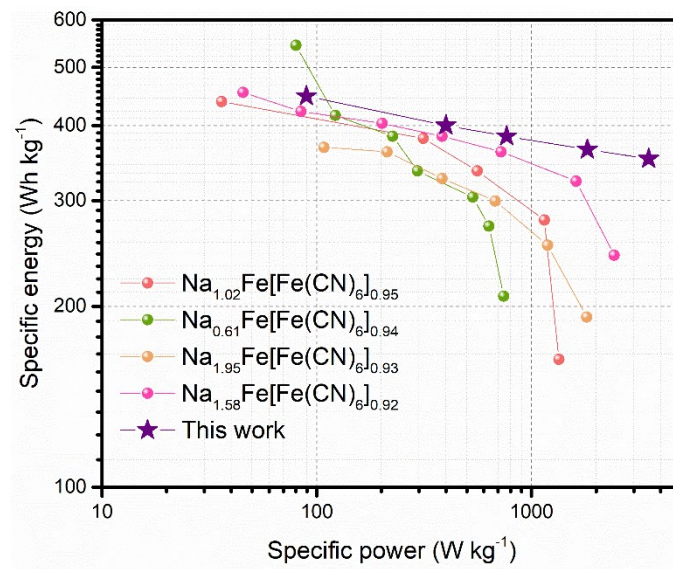 600
500
400
300
200
100
Specific energy (Wh kg⁻¹)
Na₁.₀₂Fe[Fe(CN)₆]₀.₉₅
Na₀.₆₁Fe[Fe(CN)₆]₀.₉₄
Na₁.₉₅Fe[Fe(CN)₆]₀.₉₃
Na₁.₅₈Fe[Fe(CN)₆]₀.₉₂
This work
10 100 1000
Specific power (W kg⁻¹)